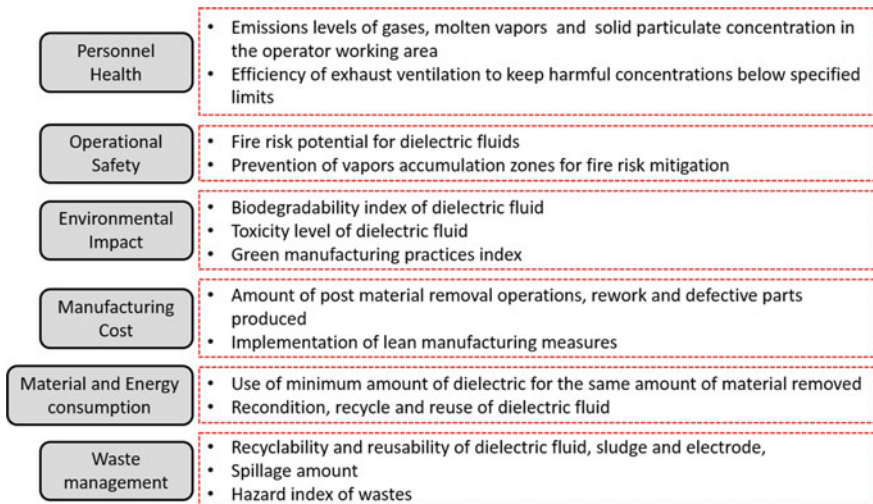 Personnel
Health
• Emissions levels of gases, molten vapors and solid particulate concentration in
the operator working area
• Efficiency of exhaust ventilation to keep harmful concentrations below specified
limits
Operational
Safety
• Fire risk potential for dielectric fluids
• Prevention of vapors accumulation zones for fire risk mitigation
Environmental
Impact
• Biodegradability index of dielectric fluid
• Toxicity level of dielectric fluid
• Green manufacturing practices index
Manufacturing
Cost
• Amount of post material removal operations, rework and defective parts
produced
• Implementation of lean manufacturing measures
Material and Energy
consumption
• Use of minimum amount of dielectric for the same amount of material removed
• Recondition, recycle and reuse of dielectric fluid
Waste
management
• Recyclability and reusability of dielectric fluid, sludge and electrode,
• Spillage amount
• Hazard index of wastes